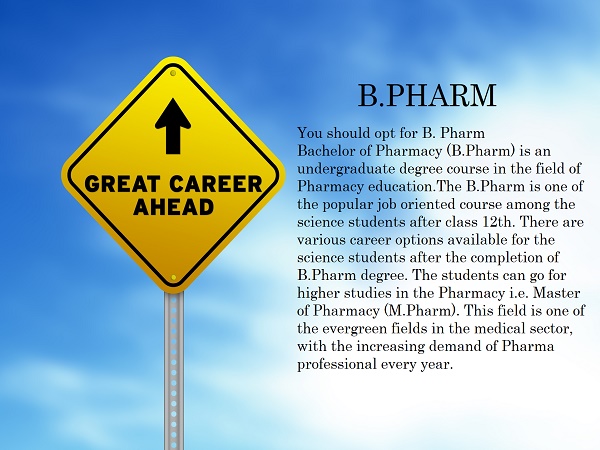 GREAT CAREER
AHEAD
B.PHARM
You should opt for B. Pharm
Bachelor of Pharmacy (B.Pharm) is an
undergraduate degree course in the field of
Pharmacy education.The B.Pharm is one of
the popular job oriented course among the
science students after class 12th. There are
various career options available for the
science students after the completion of
B.Pharm degree. The students can go for
higher studies in the Pharmacy i.e. Master
of Pharmacy (M.Pharm). This field is one of
the evergreen fields in the medical sector,
with the increasing demand of Pharma
professional every year.